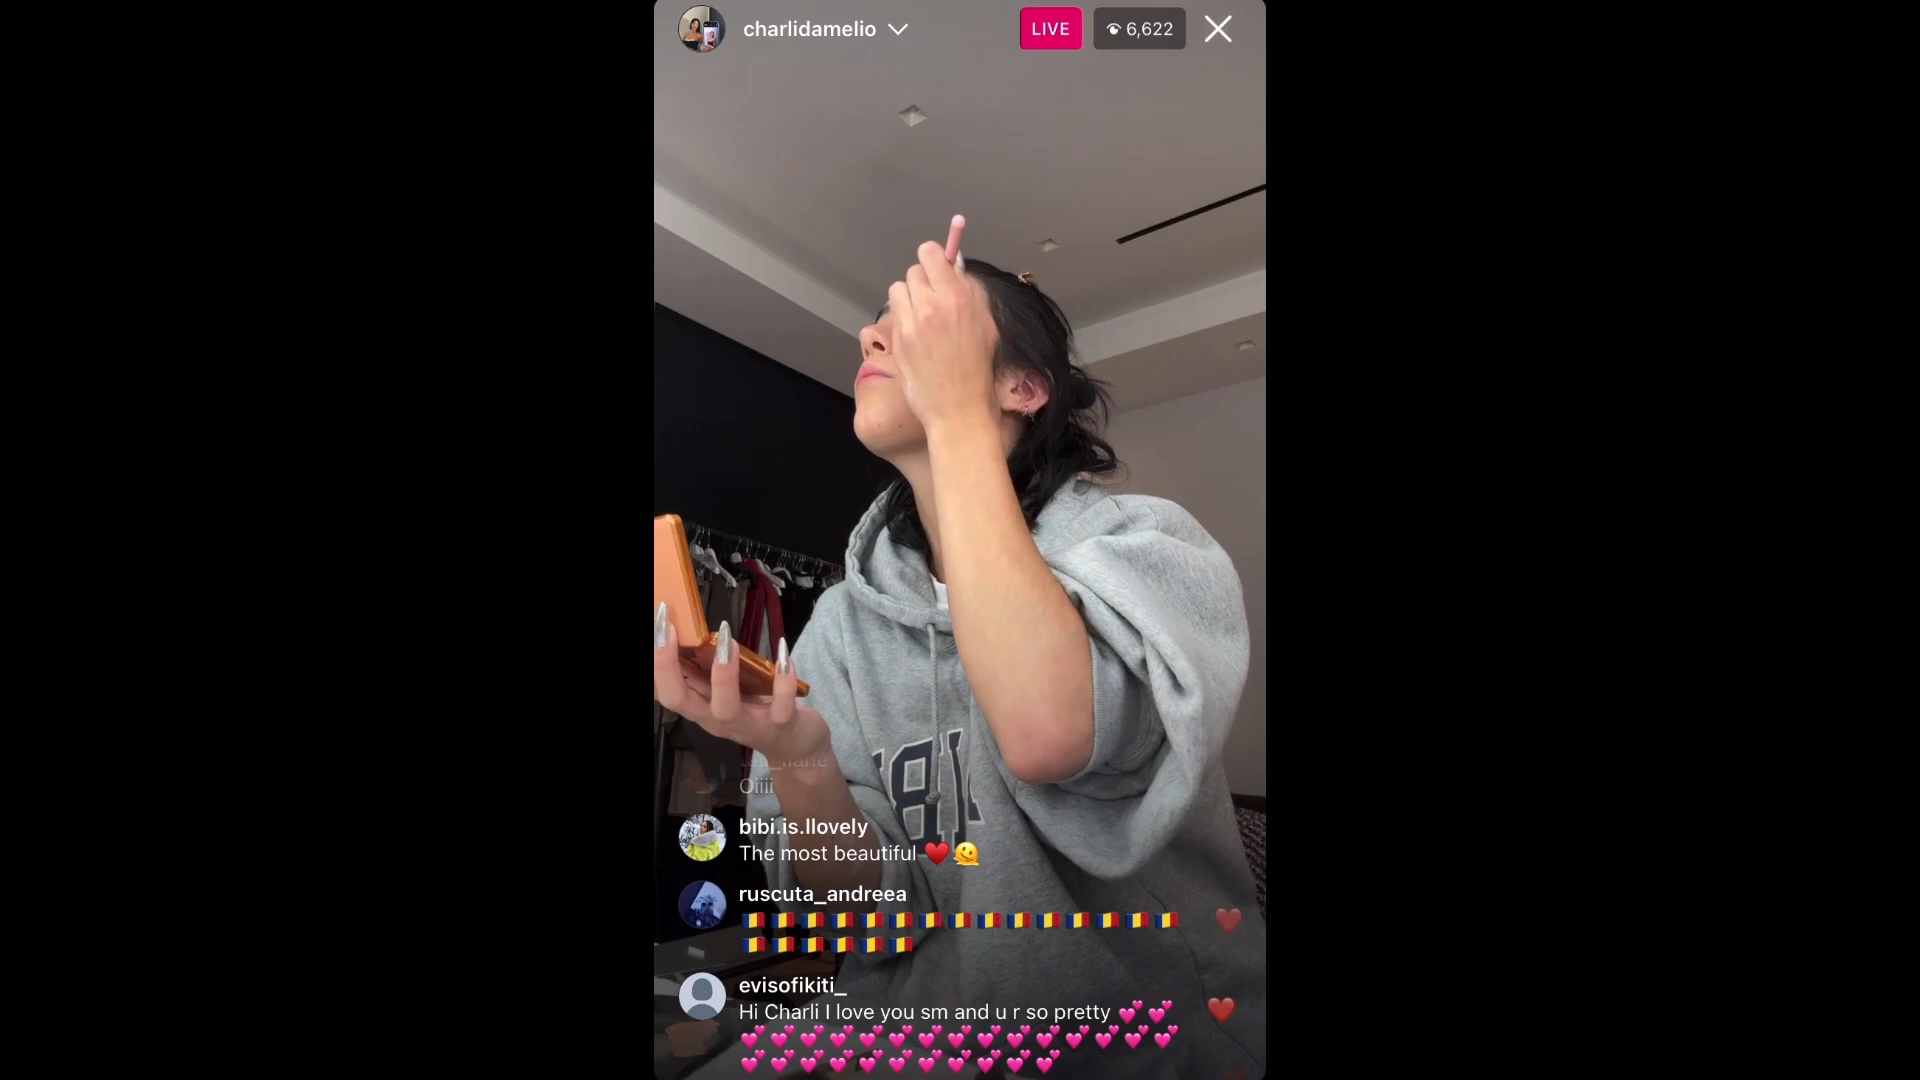 charlidamelio
LIVE
6,622
Oiiii
bibi.is.llovely
The most beautiful ❤️🫠
ruscuta_andreea
🇷🇴🇷🇴🇷🇴🇷🇴🇷🇴🇷🇴🇷🇴🇷🇴🇷🇴🇷🇴🇷🇴🇷🇴🇷🇴🇷🇴🇷🇴
🇷🇴🇷🇴🇷🇴🇷🇴🇷🇴🇷🇴
evisofikiti_
Hi Charli I love you sm and u r so pretty 💕💕
💕💕💕💕💕💕💕💕💕💕💕💕💕💕💕
💕💕💕💕💕💕💕💕💕💕💕